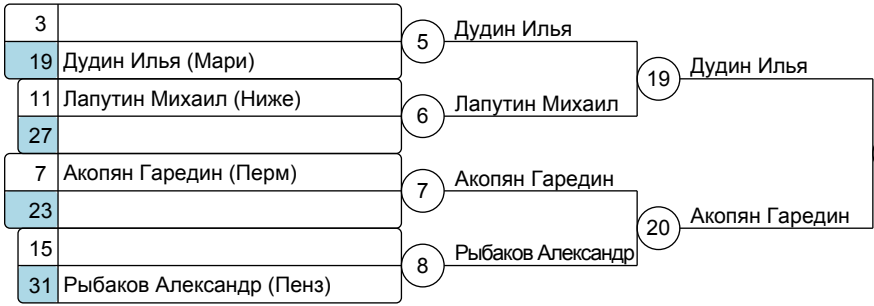 3
19 Дудин Илья (Мари)
11 Лапутин Михаил (Ниже)
27
7 Акопян Гаредин (Перм)
23
15
31 Рыбаков Александр (Пенз)
5 Дудин Илья
6 Лапутин Михаил
7 Акопян Гаредин
8 Рыбаков Александр
19 Дудин Илья
20 Акопян Гаредин